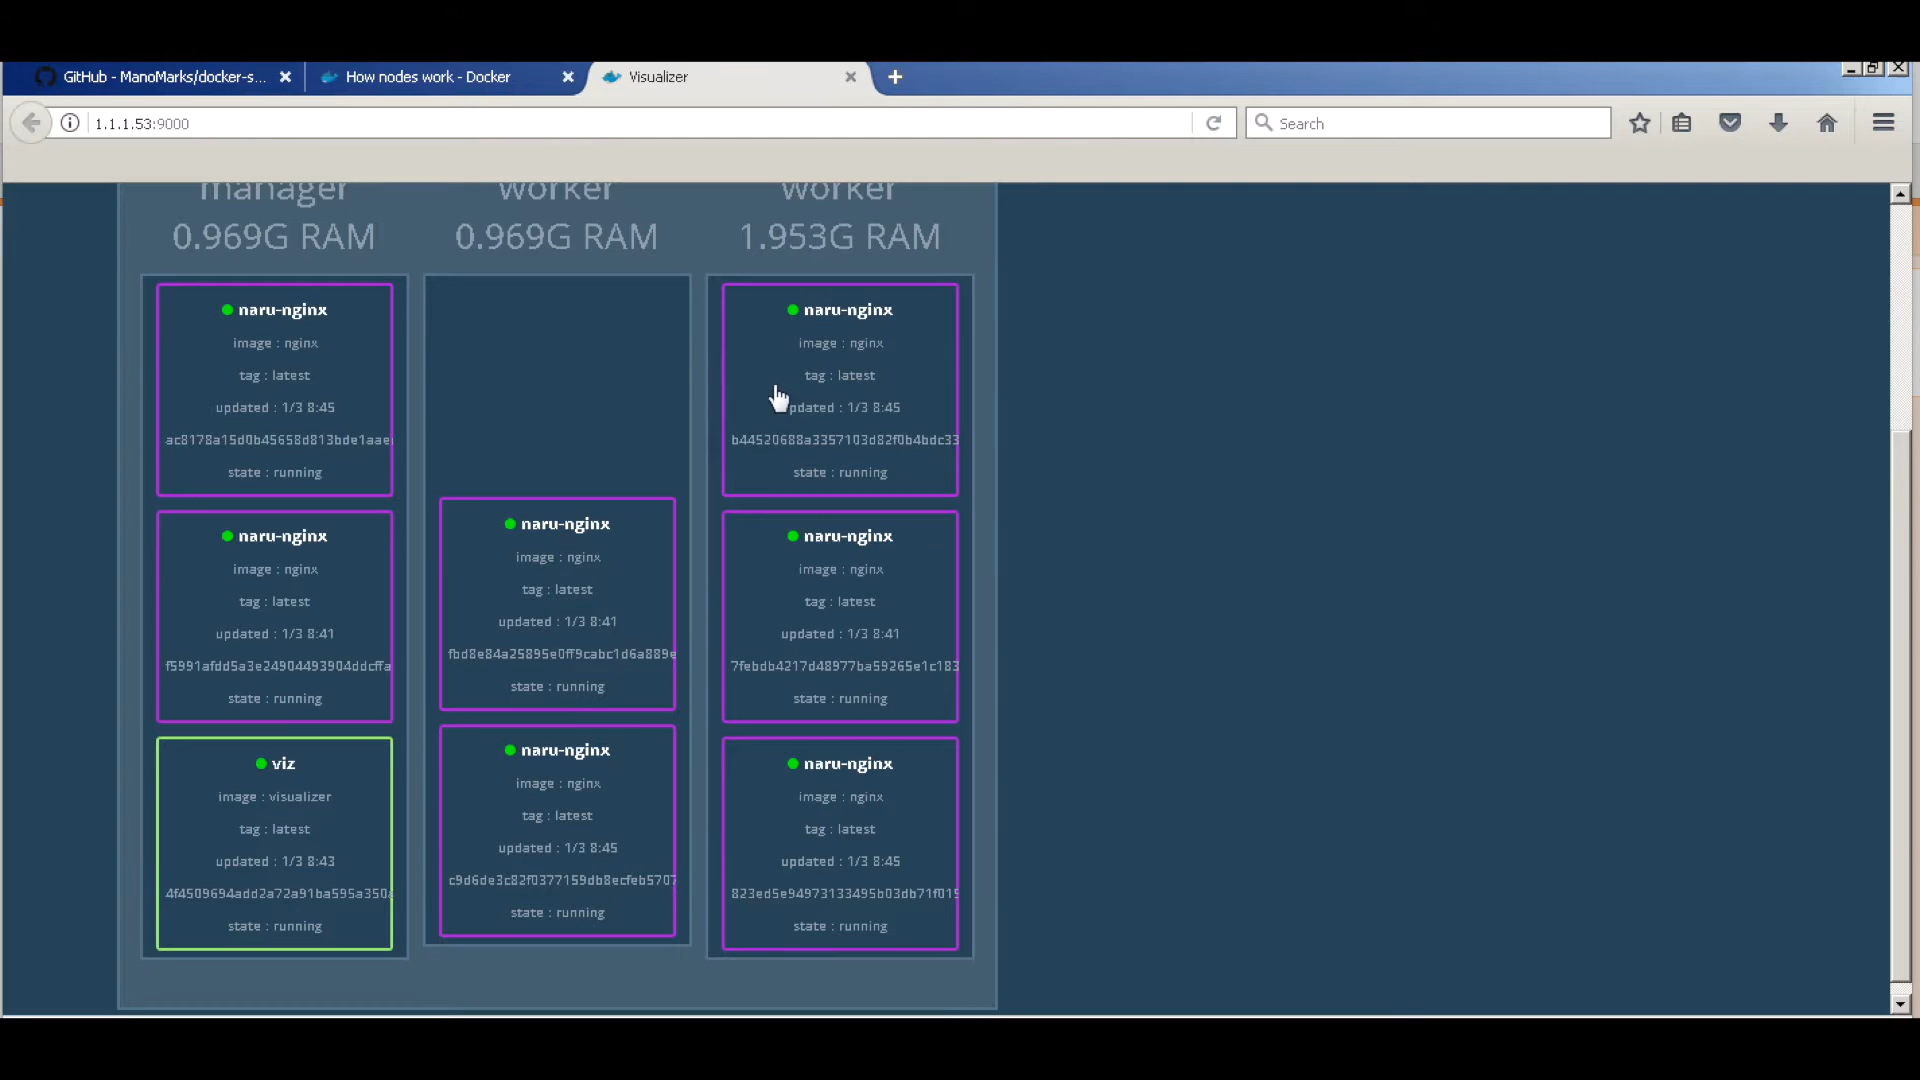 GitHub - ManoMarks/docker-s...
How nodes work - Docker
Visualizer
1.1.1.53:9000
Search
manager
0.969G RAM
naru-nginx
image : nginx
tag : latest
updated : 1/3 8:45
ac8178a15d0b45658d813bde1aae
state : running
naru-nginx
image : nginx
tag : latest
updated : 1/3 8:41
f5991afdd5a3e24904493904ddcffa
state : running
viz
image : visualizer
tag : latest
updated : 1/3 8:43
4f4509694add2a72a91ba595a350
state : running
worker
0.969G RAM
naru-nginx
image : nginx
tag : latest
updated : 1/3 8:41
fbd8e84a25895e0ff9cabc1d6a889e
state : running
naru-nginx
image : nginx
tag : latest
updated : 1/3 8:45
c9d6de3c82f0377159db8ecfeb5707
state : running
worker
1.953G RAM
naru-nginx
image : nginx
tag : latest
pdated : 1/3 8:45
b44520688a3357103d82f0b4bdc33
state : running
naru-nginx
image : nginx
tag : latest
updated : 1/3 8:41
7febdb4217d48977ba59265e1c183
state : running
naru-nginx
image : nginx
tag : latest
updated : 1/3 8:45
823ed5e94973133495b03db71f015
state : running